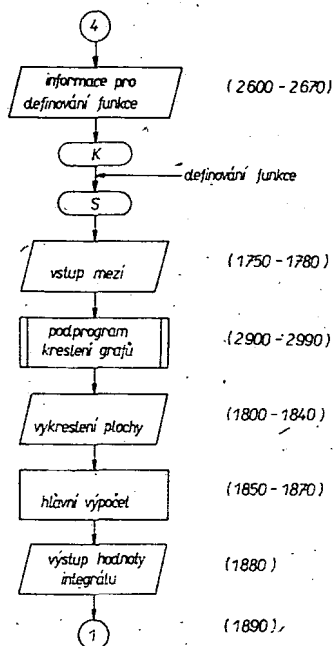 4
informace pro
definování funkce
(2600-2670)
K
definování funkce
S
vstup mezí
(1750-1780)
podprogram
kreslení grafů
(2900-2990)
vykreslení plochy
(1800-1840)
hlavní výpočet
(1850-1870)
výstup hodnoty
integrálu
(1880)
1
(1890)